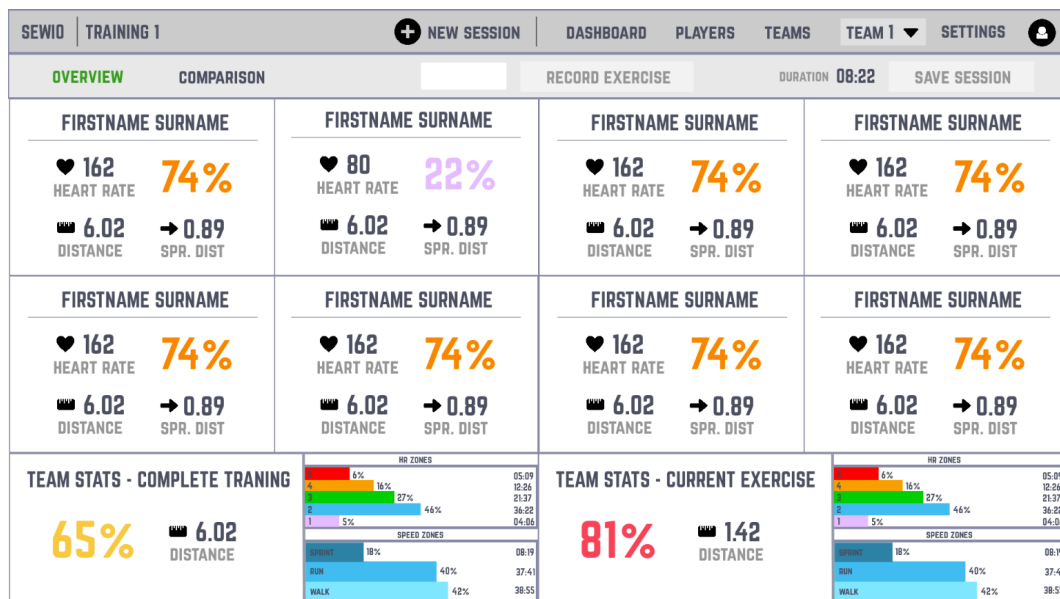 SEWIO TRAINING 1 NEW SESSION DASHBOARD PLAYERS TEAMS TEAM 1 SETTINGS
OVERVIEW COMPARISON RECORD EXERCISE DURATION 08:22 SAVE SESSION
FIRSTNAME SURNAME FIRSTNAME SURNAME FIRSTNAME SURNAME FIRSTNAME SURNAME
162 74% 80 22% 162 74% 162 74%
HEART RATE HEART RATE HEART RATE HEART RATE
6.02 0.89 6.02 0.89 6.02 0.89 6.02 0.89
DISTANCE SPR. DIST DISTANCE SPR. DIST DISTANCE SPR. DIST DISTANCE SPR. DIST
FIRSTNAME SURNAME FIRSTNAME SURNAME FIRSTNAME SURNAME FIRSTNAME SURNAME
162 74% 162 74% 162 74% 162 74%
HEART RATE HEART RATE HEART RATE HEART RATE
6.02 0.89 6.02 0.89 6.02 0.89 6.02 0.89
DISTANCE SPR. DIST DISTANCE SPR. DIST DISTANCE SPR. DIST DISTANCE SPR. DIST
TEAM STATS - COMPLETE TRANING
65% 6.02
DISTANCE
HR ZONES
6% 05:09
4 16% 12:26
3 27% 21:37
2 46% 36:22
1 5% 04:06
SPEED ZONES
SPRINT 18% 08:19
RUN 40% 37:41
WALK 42% 38:55
TEAM STATS - CURRENT EXERCISE
81% 1.42
DISTANCE
HR ZONES
6%
4 16% 12:26
3 27% 21:37
2 46%
1 5%
SPEED ZONES
SPRINT 18%
RUN 40%
WALK 42%